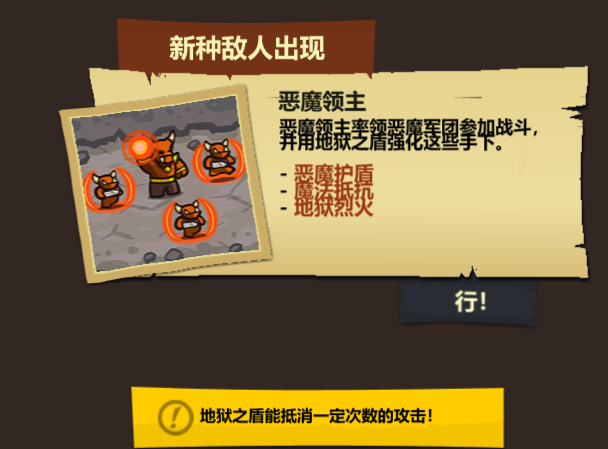 新种敌人出现
恶魔领主
恶魔领主率领恶魔军团参加战斗，
并用地狱之盾强化这些手下。
- 恶魔护盾
- 魔法抵抗
- 地狱烈火
行！
地狱之盾能抵消一定次数的攻击！